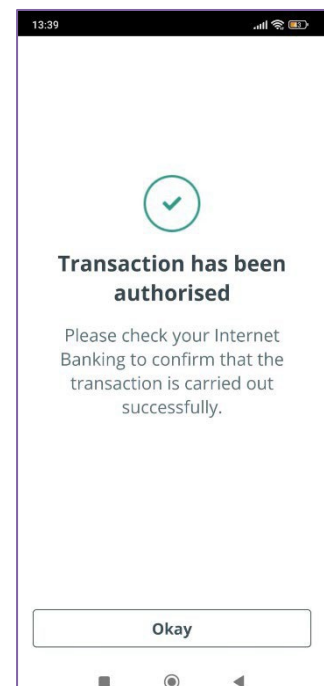 13:39
Transaction has been
authorised
Please check your Internet
Banking to confirm that the
transaction is carried out
successfully.
Okay